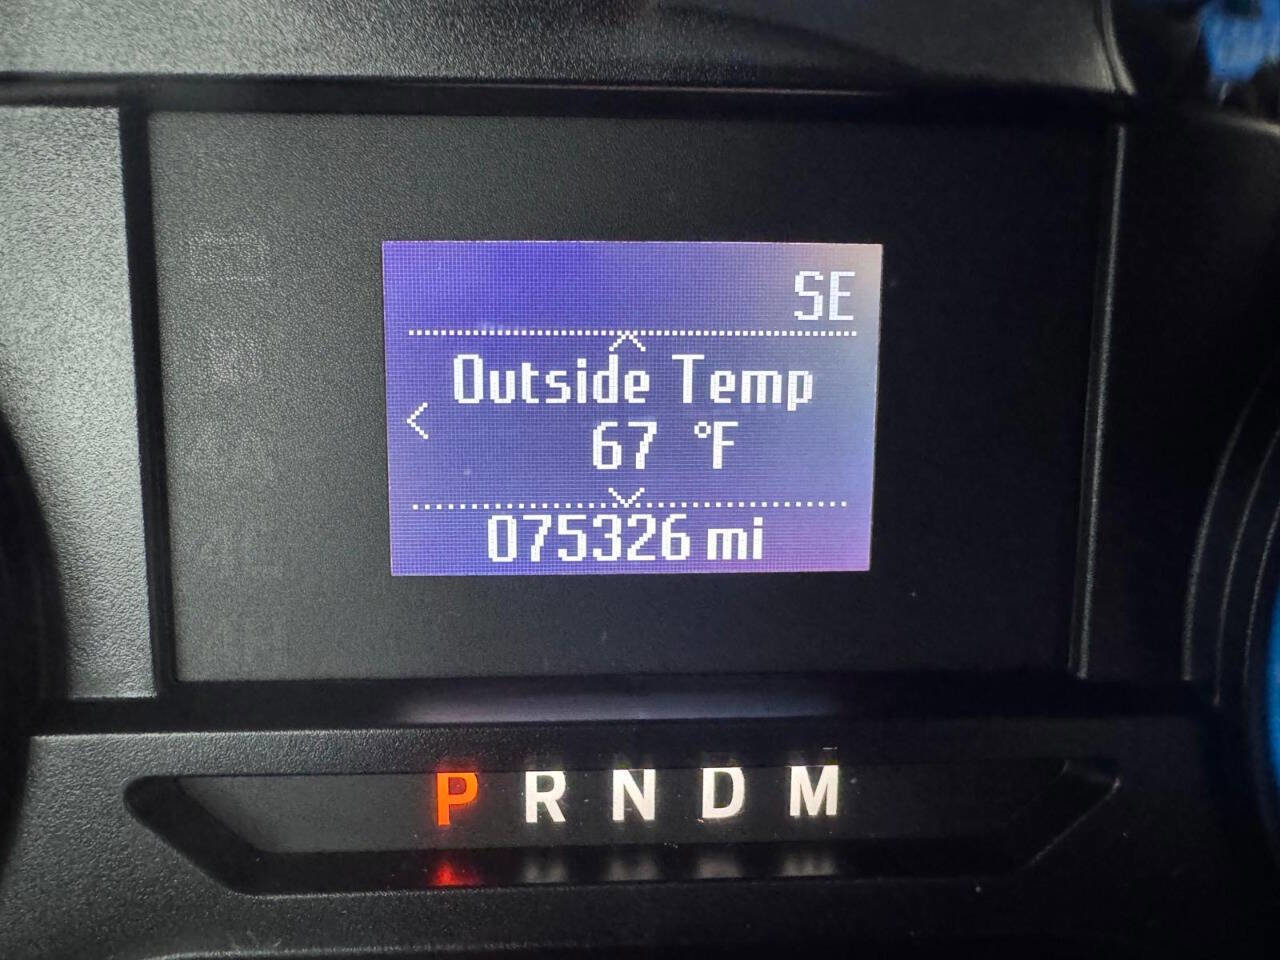 SE
Outside Temp
67 °F
075326 mi
P R N D M